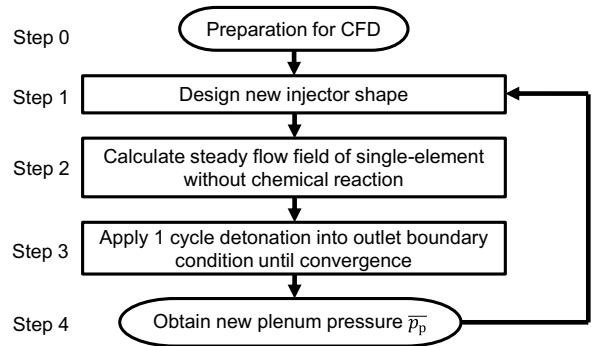 Step 0
Preparation for CFD
Step 1
Design new injector shape
Step 2
Calculate steady flow field of single-element
without chemical reaction
Step 3
Apply 1 cycle detonation into outlet boundary
condition until convergence
Step 4
Obtain new plenum pressure p̅ₚ